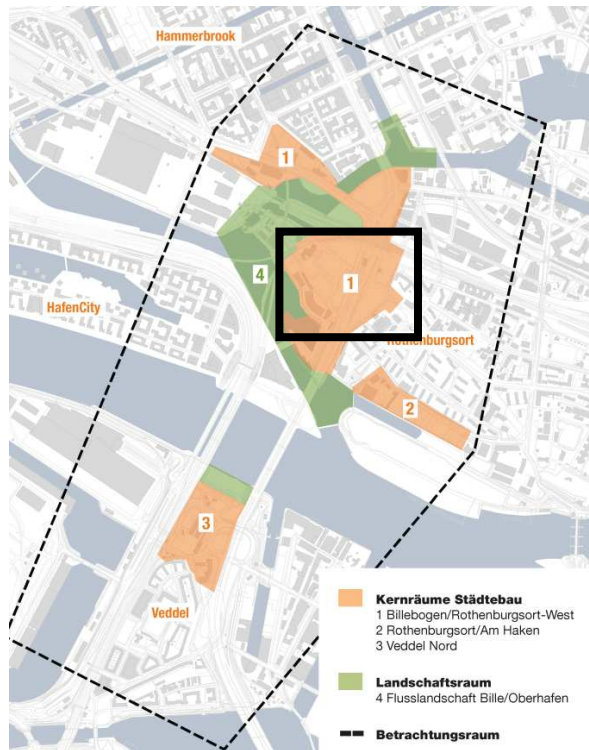 Hammerbrook
1
4
1
HafenCity
Rothenburgsort
2
3
Veddel
Kernräume Städtebau
1 Billebogen/Rothenburgsort-West
2 Rothenburgsort/Am Haken
3 Veddel Nord
Landschaftsraum
4 Flusslandschaft Bille/Oberhafen
Betrachtungsraum